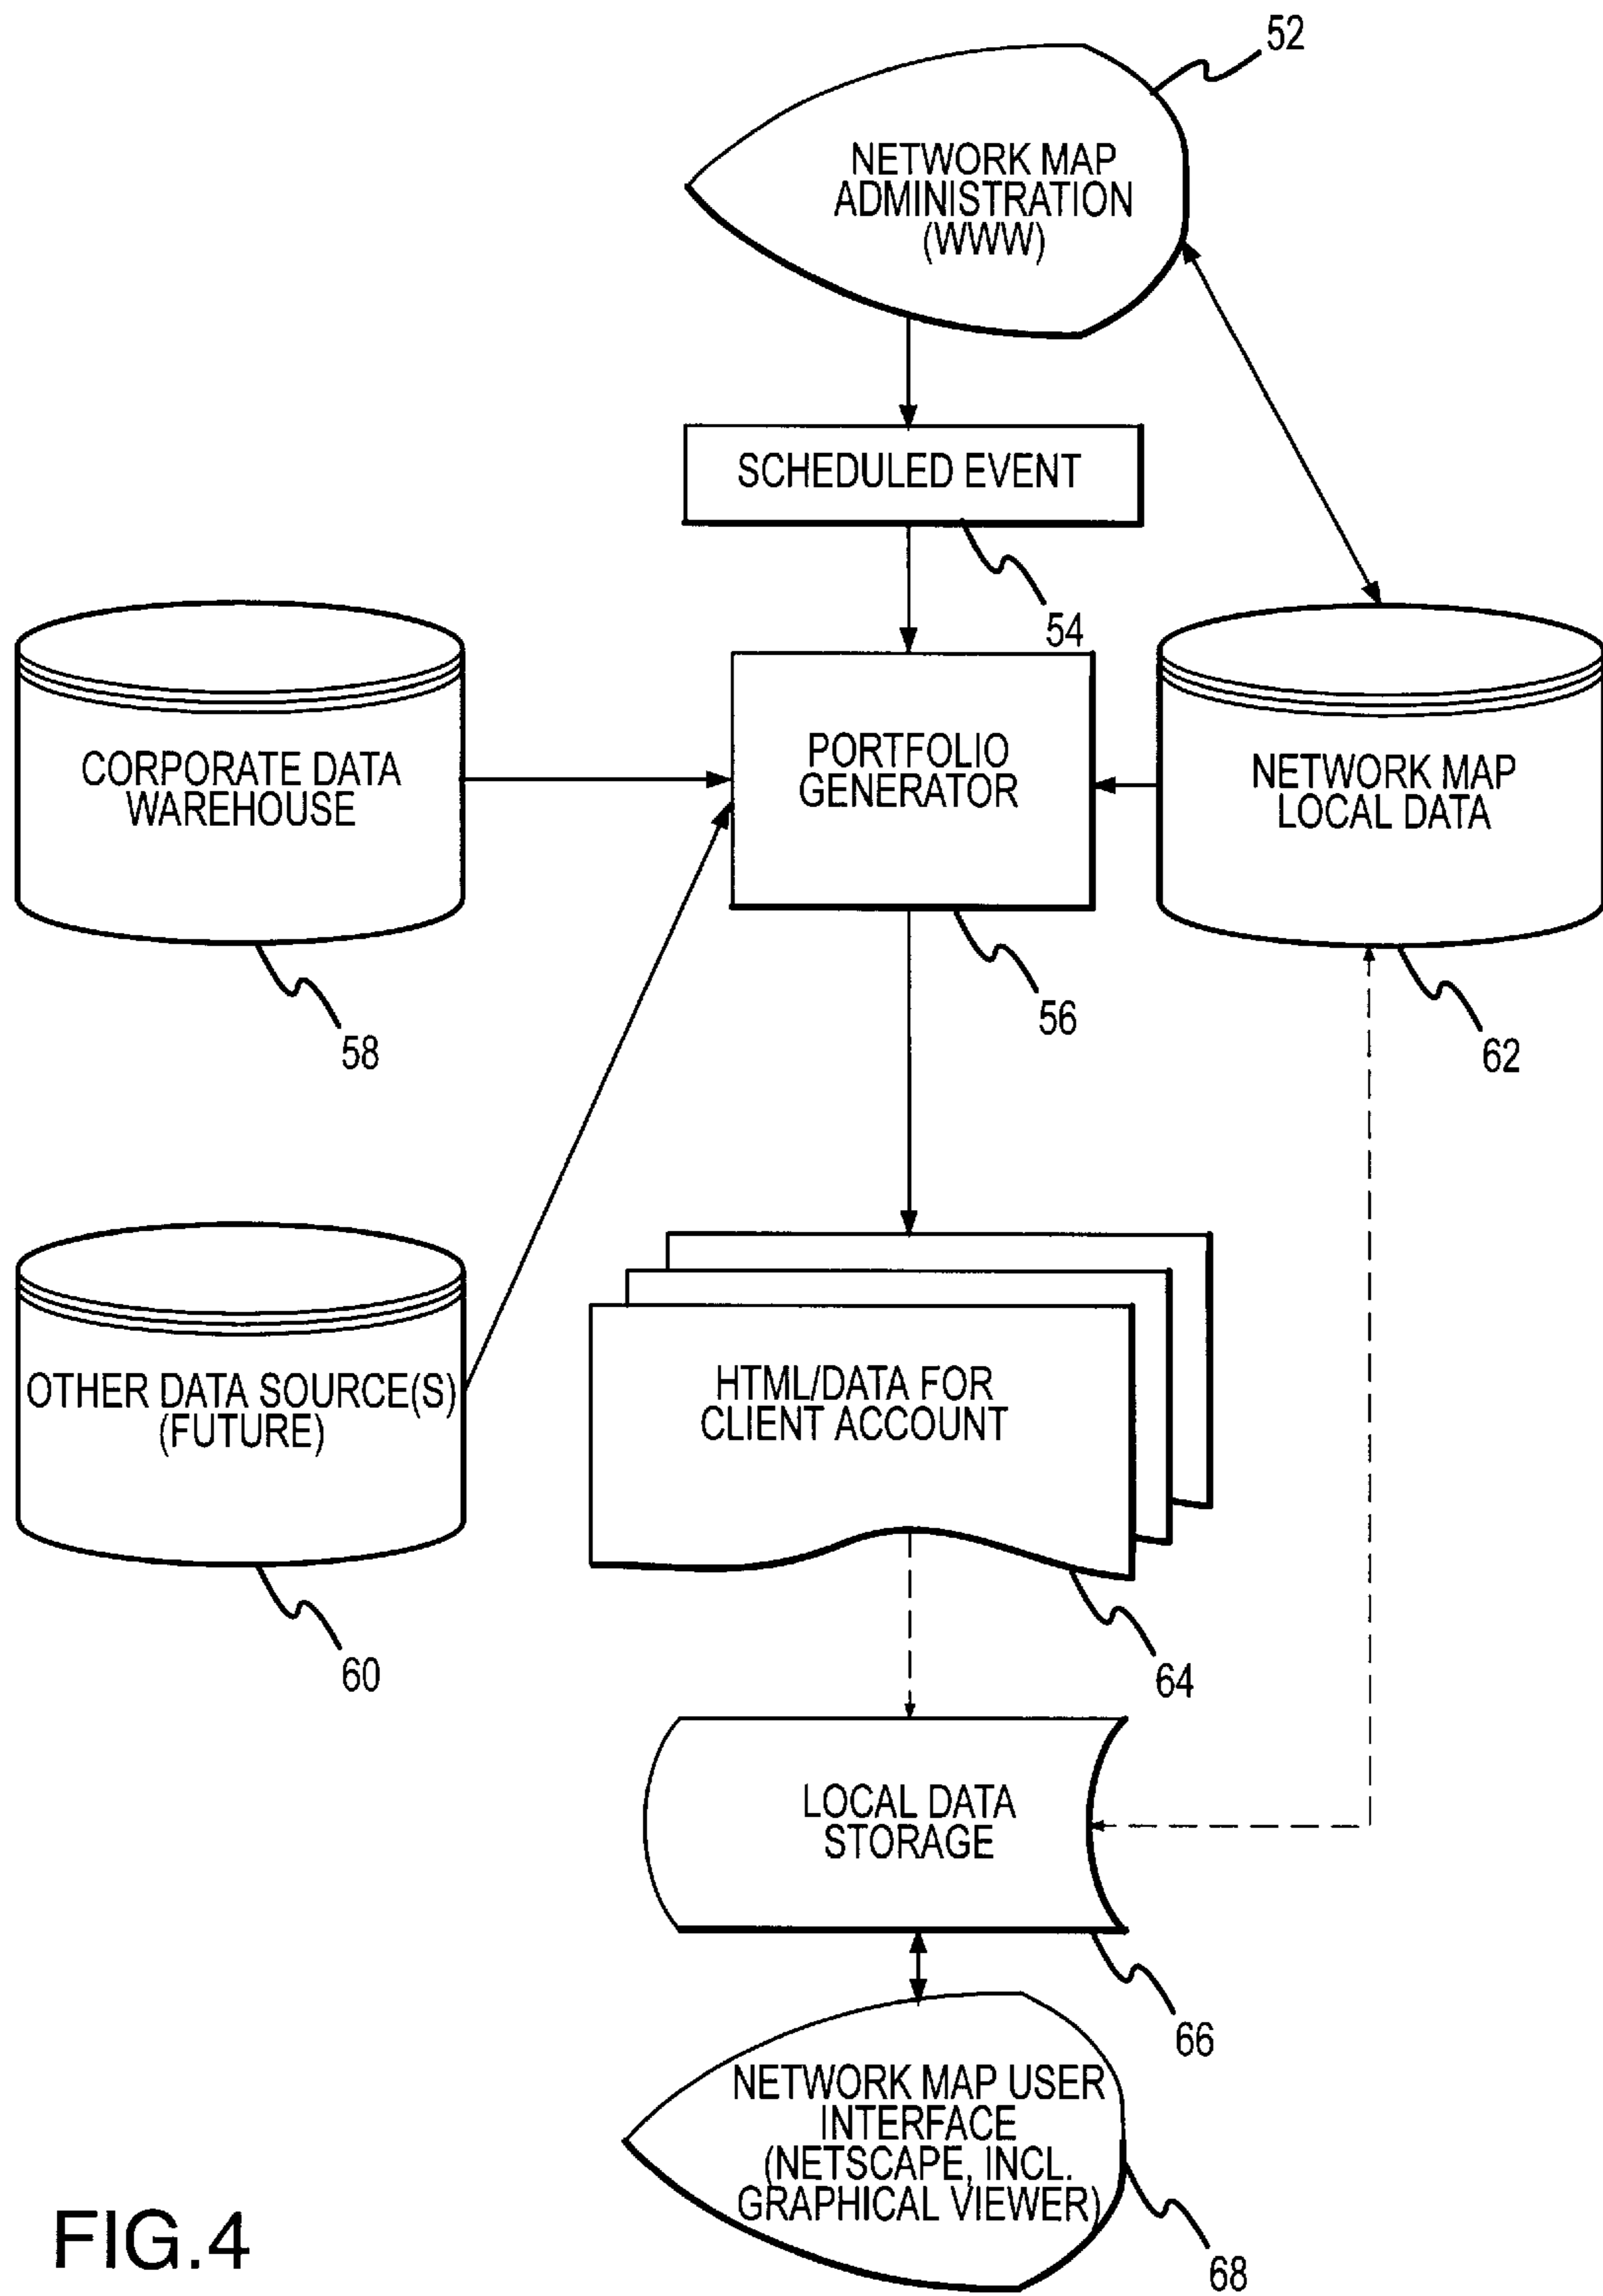 52
NETWORK MAP
ADMINISTRATION
(WWW)
SCHEDULED EVENT
54
CORPORATE DATA
WAREHOUSE
58
PORTFOLIO
GENERATOR
56
NETWORK MAP
LOCAL DATA
62
OTHER DATA SOURCE(S)
(FUTURE)
60
HTML/DATA FOR
CLIENT ACCOUNT
64
LOCAL DATA
STORAGE
66
NETWORK MAP USER
INTERFACE
(NETSCAPE, INCL.
GRAPHICAL VIEWER)
68
FIG.4